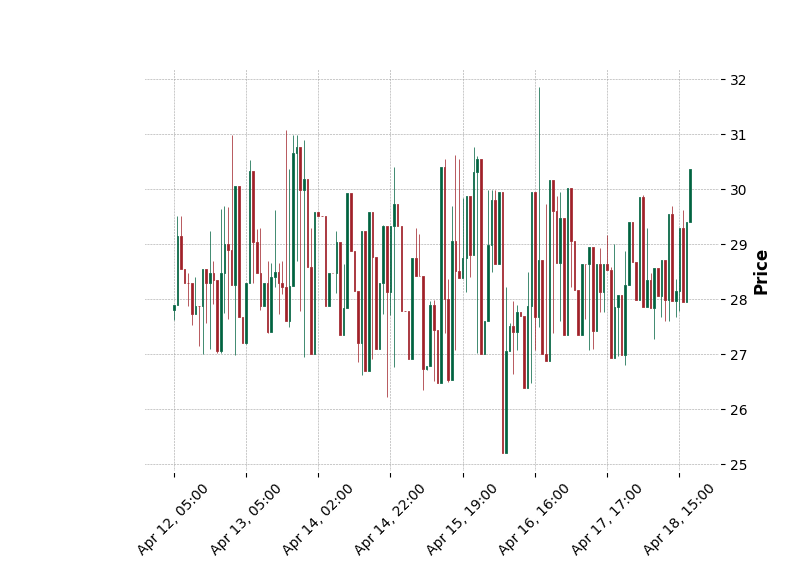 32
31
30
29
28
27
26
25
Price
Apr 12, 05:00
Apr 13, 05:00
Apr 14, 02:00
Apr 14, 22:00
Apr 15, 19:00
Apr 16, 16:00
Apr 17, 17:00
Apr 18, 15:00